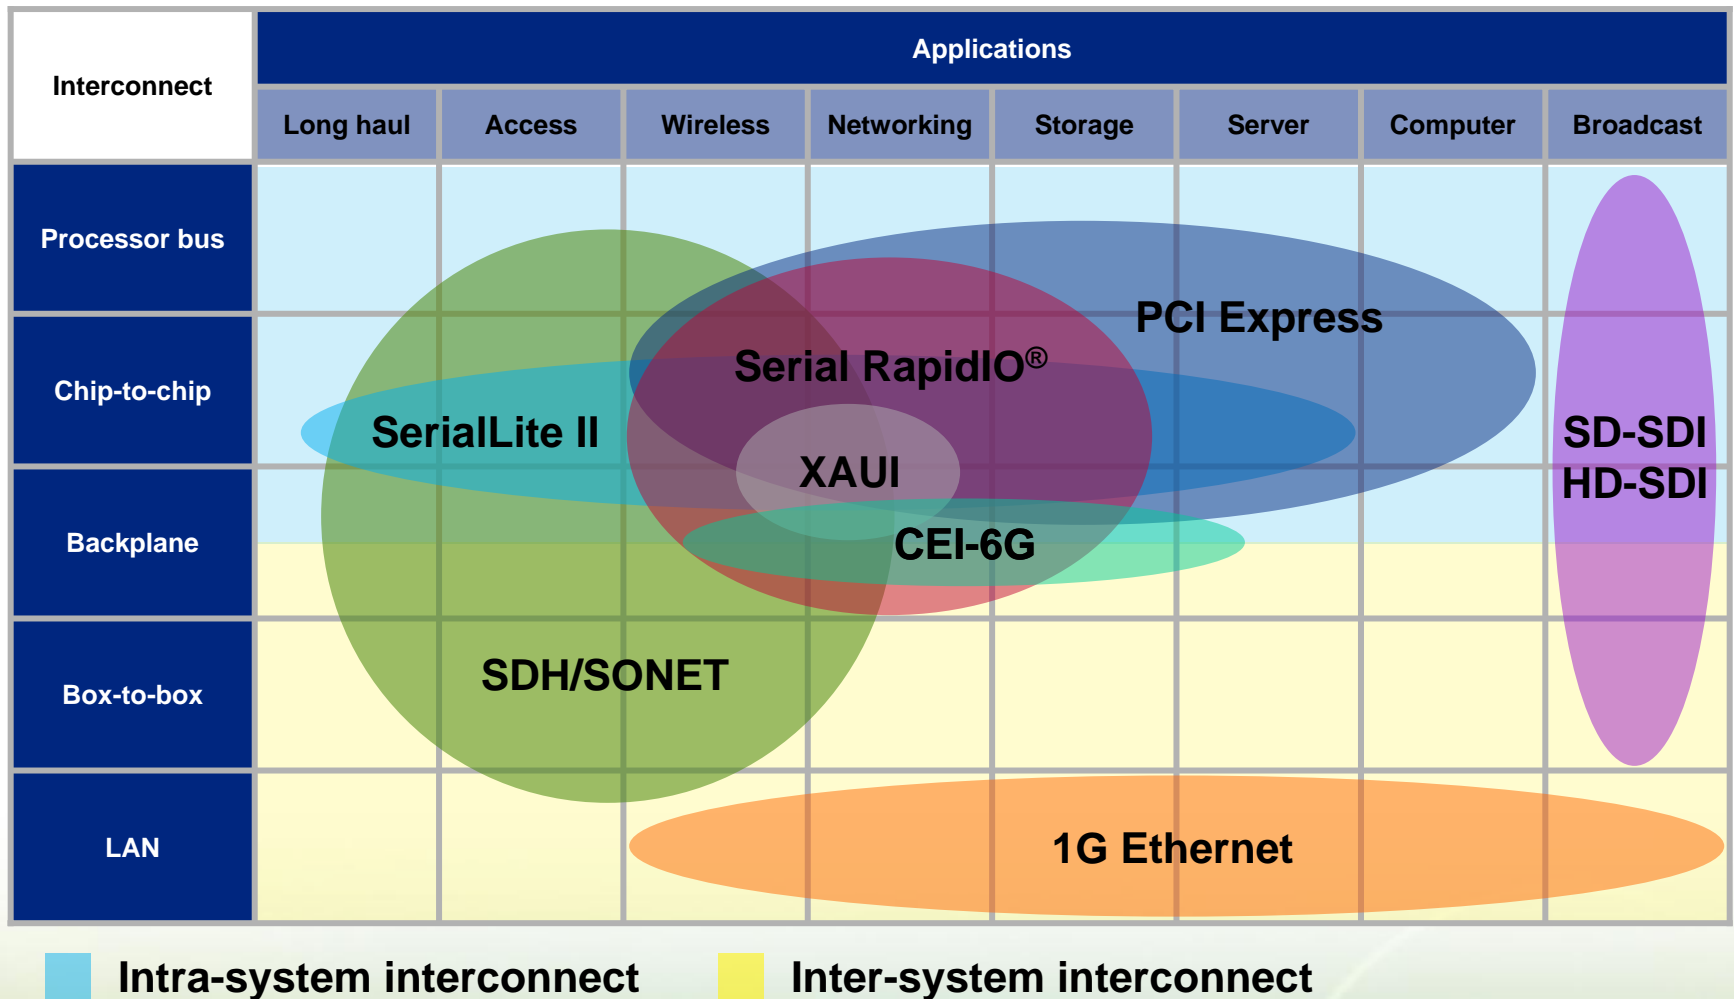 Interconnect
Applications
Long haul
Access
Wireless
Networking
Storage
Server
Computer
Broadcast
Processor bus
PCI Express
Chip-to-chip
Serial RapidIO®
SerialLite II
SD-SDI
HD-SDI
XAUI
Backplane
CEI-6G
Box-to-box
SDH/SONET
LAN
1G Ethernet
Intra-system interconnect
Inter-system interconnect